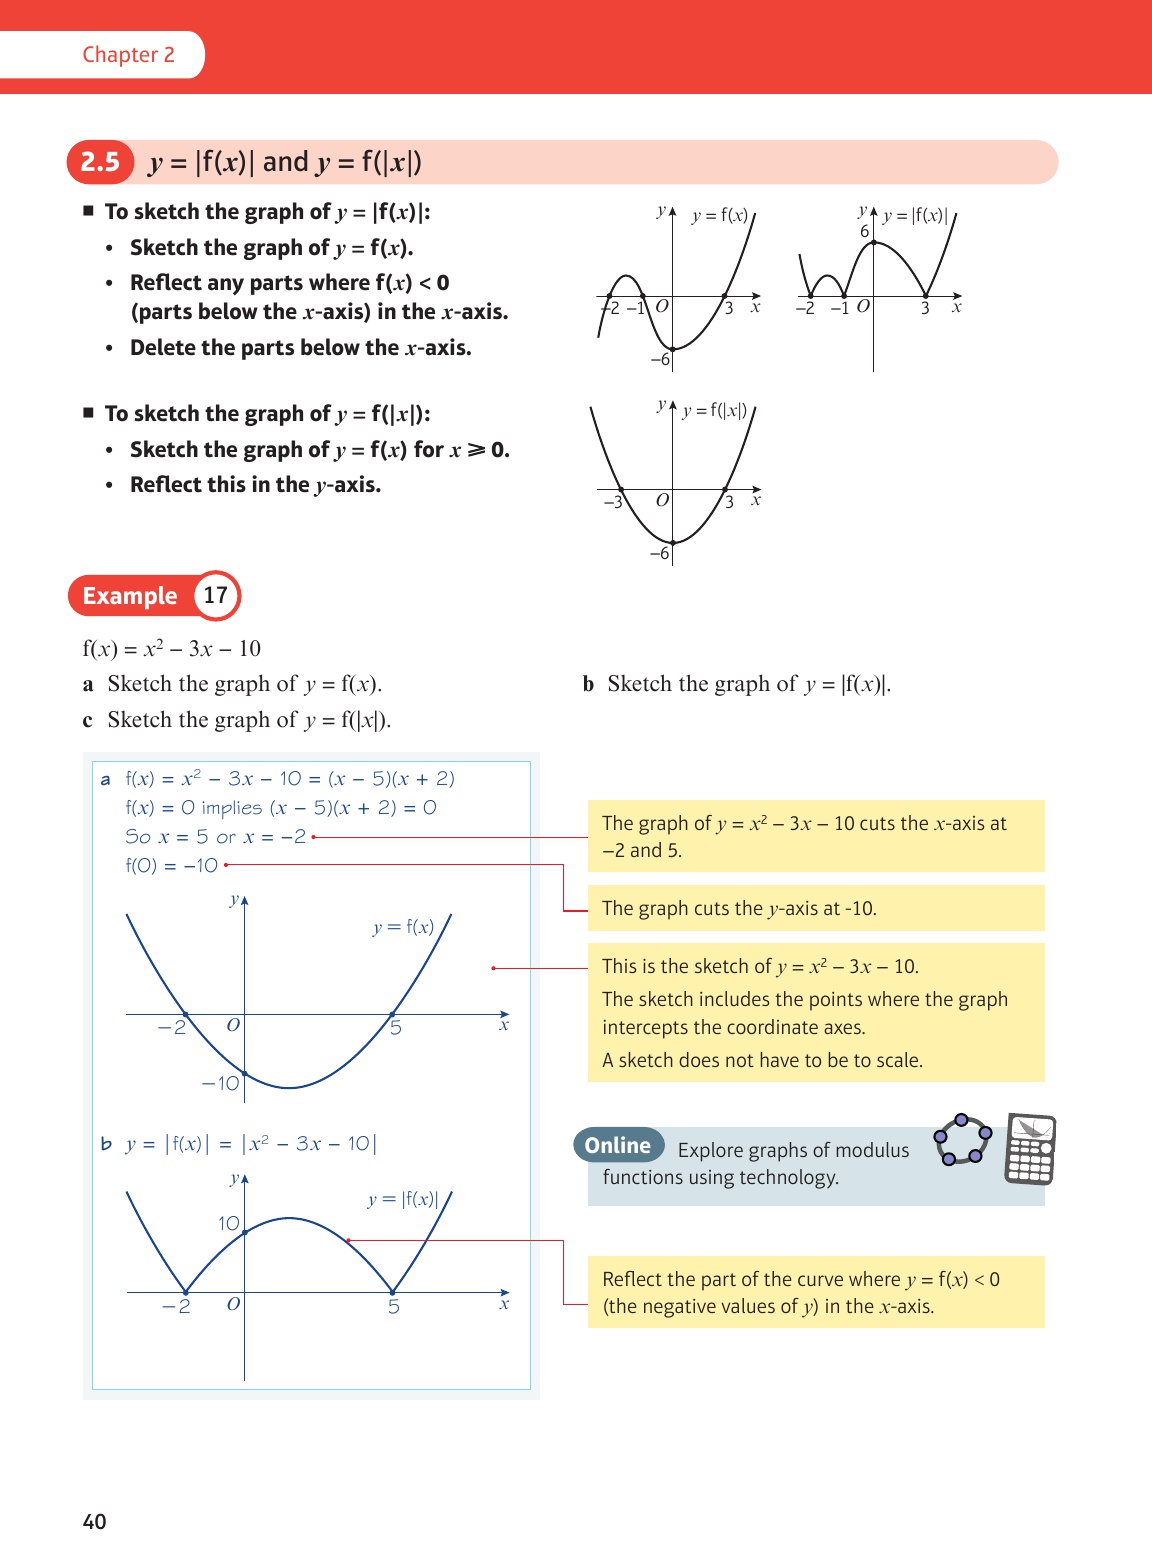 Chapter 2
2.5 y = |f(x)| and y = f(|x|)
■ To sketch the graph of y = |f(x)|:
• Sketch the graph of y = f(x).
• Reflect any parts where f(x) < 0
(parts below the x-axis) in the x-axis.
• Delete the parts below the x-axis.
y y = f(x)
−2 −1 O 3 x
−6
y y = |f(x)|
6
−2 −1 O 3 x
■ To sketch the graph of y = f(|x|):
• Sketch the graph of y = f(x) for x ⩾ 0.
• Reflect this in the y-axis.
y y = f(|x|)
−3 O 3 x
−6
Example 17
f(x) = x² − 3x − 10
a Sketch the graph of y = f(x).
b Sketch the graph of y = |f(x)|.
c Sketch the graph of y = f(|x|).
a f(x) = x² − 3x − 10 = (x − 5)(x + 2)
f(x) = 0 implies (x − 5)(x + 2) = 0
So x = 5 or x = −2
f(0) = −10
y
y = f(x)
−2 O 5 x
−10
The graph of y = x² − 3x − 10 cuts the x-axis at
−2 and 5.
The graph cuts the y-axis at -10.
This is the sketch of y = x² − 3x − 10.
The sketch includes the points where the graph
intercepts the coordinate axes.
A sketch does not have to be to scale.
b y = |f(x)| = |x² − 3x − 10|
y
y = |f(x)|
10
−2 O 5 x
Online Explore graphs of modulus
functions using technology.
Reflect the part of the curve where y = f(x) < 0
(the negative values of y) in the x-axis.
40